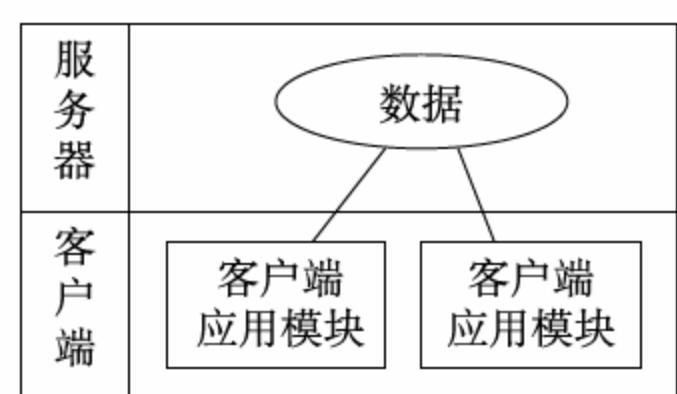 服务器
数据
客户端
客户端
应用模块
客户端
应用模块